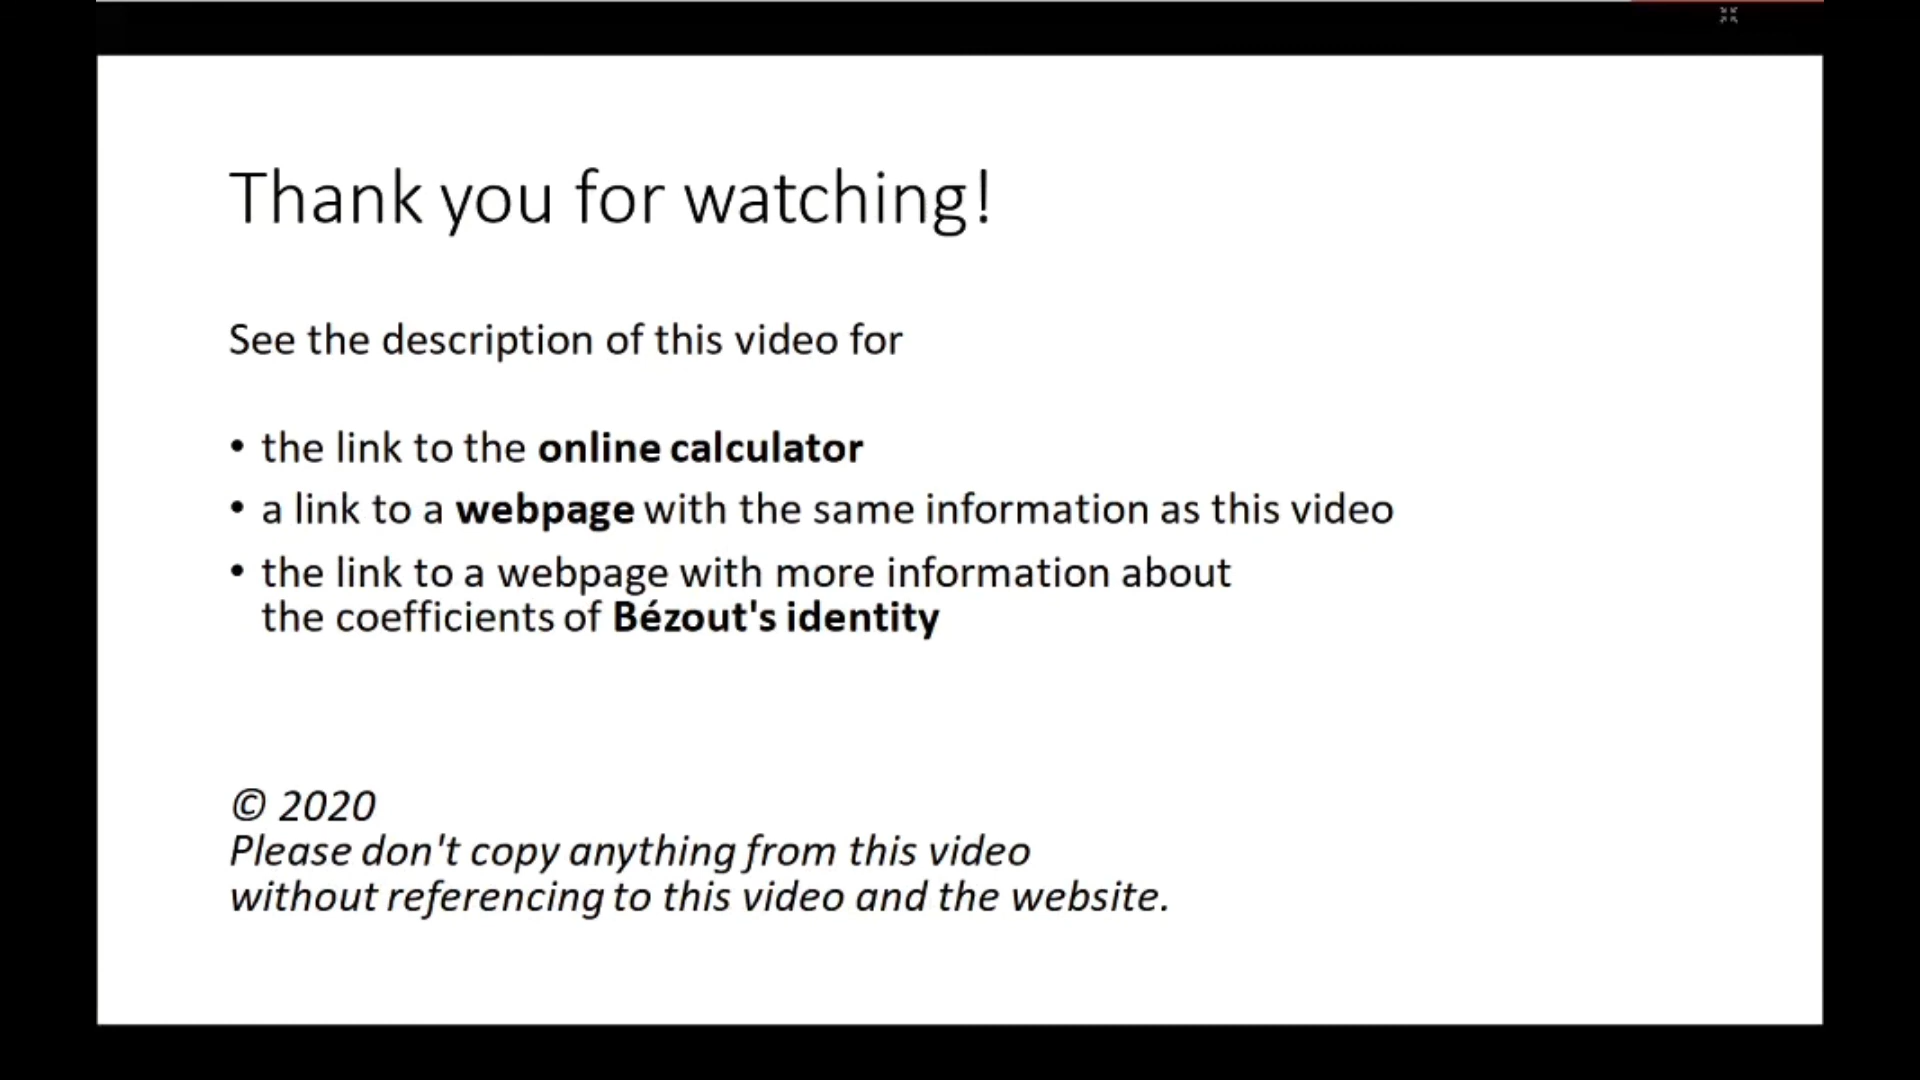 Thank you for watching!
See the description of this video for
• the link to the online calculator
• a link to a webpage with the same information as this video
• the link to a webpage with more information about
the coefficients of Bézout's identity
© 2020
Please don't copy anything from this video
without referencing to this video and the website.